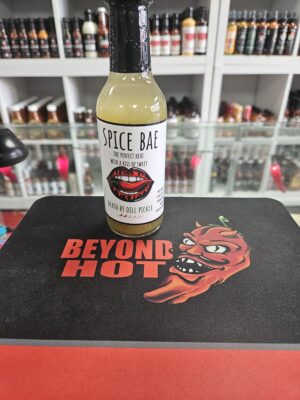 SPICE BAE
THE PERFECT HEAT
WITH A KISS OF SWEET
DEATH BY DILL PICKLE
BEYOND
HOT